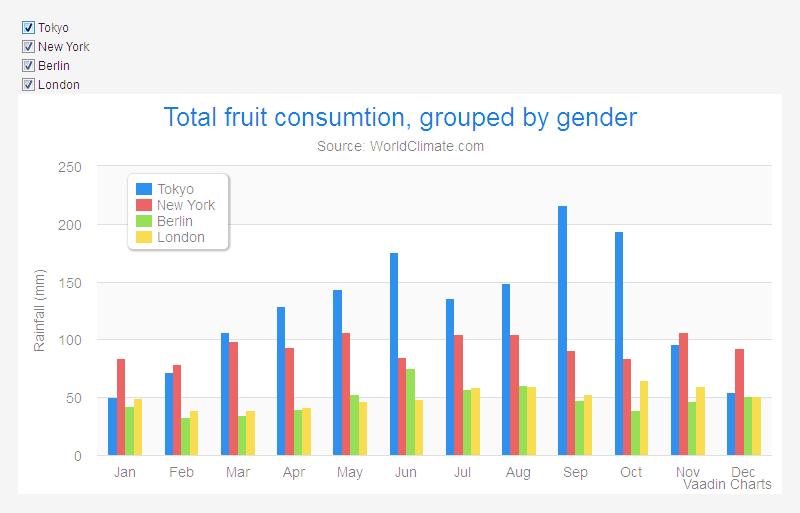 Tokyo
New York
Berlin
London
Total fruit consumtion, grouped by gender
Source: WorldClimate.com
Rainfall (mm)
250
200
150
100
50
0
Tokyo
New York
Berlin
London
Jan Feb Mar Apr May Jun Jul Aug Sep Oct Nov Dec
Vaadin Charts